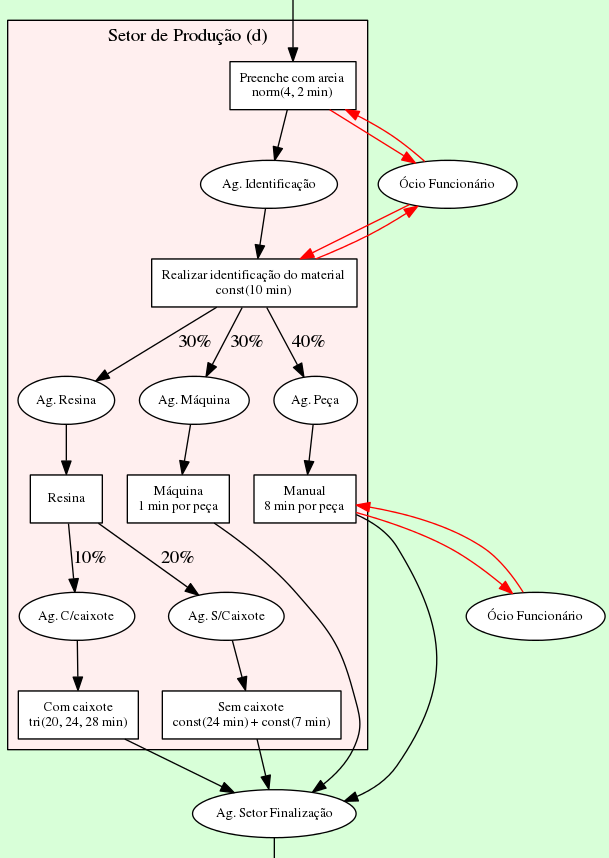 Setor de Produção (d)
Preenche com areia
norm(4, 2 min)
Ag. Identificação
Ócio Funcionário
Realizar identificação do material
const(10 min)
30%
30%
40%
Ag. Resina
Ag. Máquina
Ag. Peça
Resina
Máquina
1 min por peça
Manual
8 min por peça
10%
20%
Ag. C/caixote
Ag. S/Caixote
Ócio Funcionário
Com caixote
tri(20, 24, 28 min)
Sem caixote
const(24 min) + const(7 min)
Ag. Setor Finalização